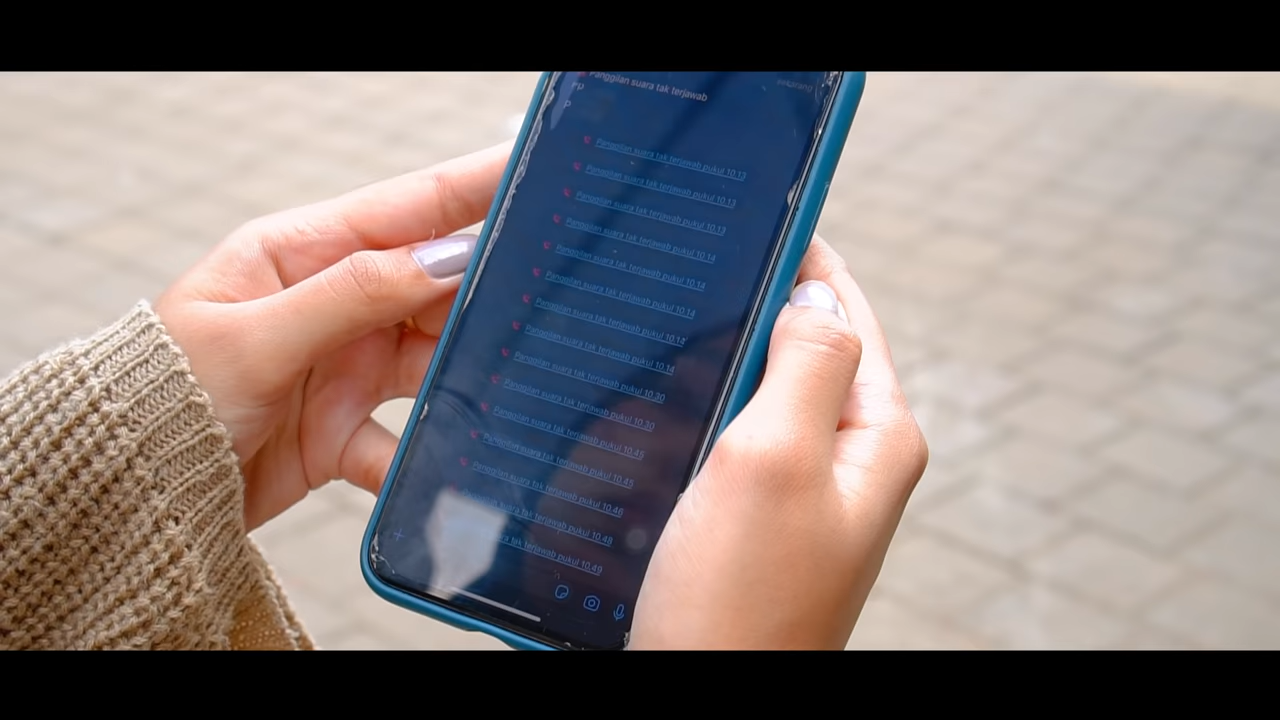 Panggilan suara tak terjawab
sekarang
P
Panggilan suara tak terjawab pukul 10.13
Panggilan suara tak terjawab pukul 10.13
Panggilan suara tak terjawab pukul 10.13
Panggilan suara tak terjawab pukul 10.14
Panggilan suara tak terjawab pukul 10.14
Panggilan suara tak terjawab pukul 10.14
Panggilan suara tak terjawab pukul 10.14
Panggilan suara tak terjawab pukul 10.14
Panggilan suara tak terjawab pukul 10.30
Panggilan suara tak terjawab pukul 10.30
Panggilan suara tak terjawab pukul 10.45
Panggilan suara tak terjawab pukul 10.45
Panggilan suara tak terjawab pukul 10.46
Panggilan suara tak terjawab pukul 10.48
suara tak terjawab pukul 10.49